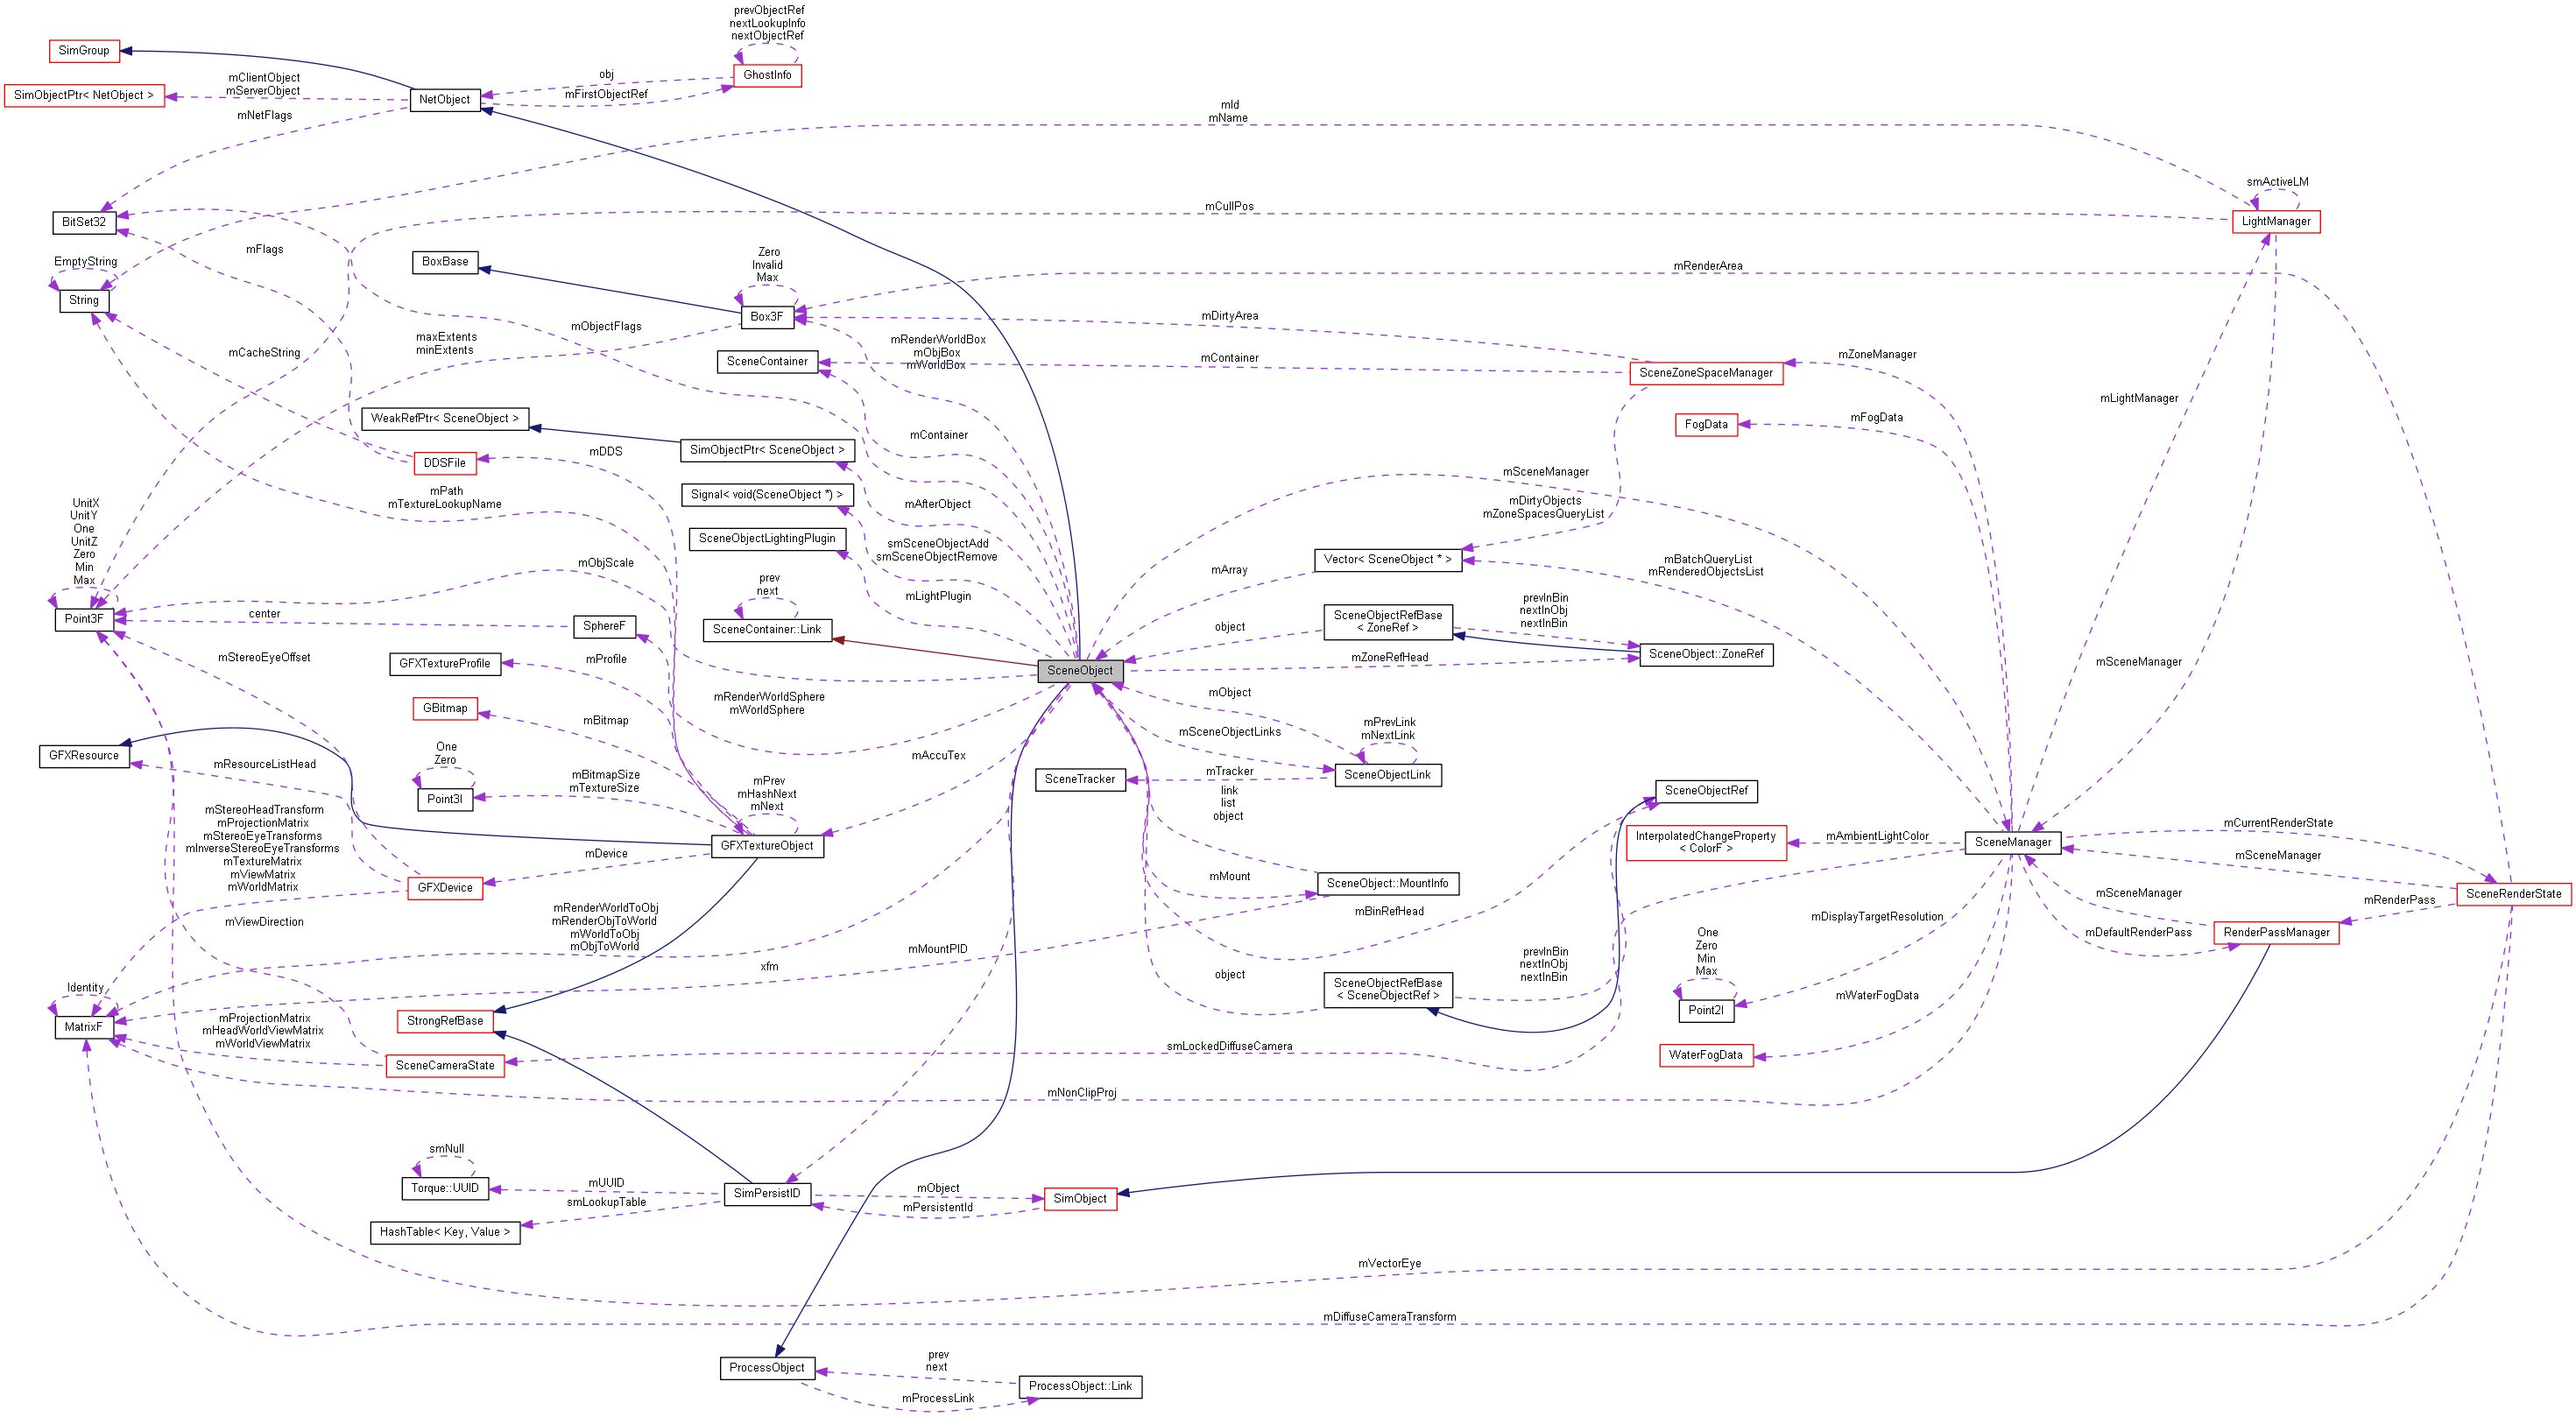 prevObjectRef
nextLookupInfo
nextObjectRef
SimGroup
obj
GhostInfo
mClientObject
mServerObject
SimObjectPtr< NetObject >
NetObject
mFirstObjectRef
mId
mName
mNetFlags
smActiveLM
mCullPos
BitSet32
LightManager
mFlags
Zero
Invalid
Max
EmptyString
BoxBase
mRenderArea
String
Box3F
mDirtyArea
mObjectFlags
maxExtents
minExtents
mCacheString
mRenderWorldBox
mObjBox
mWorldBox
SceneContainer
mContainer
mZoneManager
SceneZoneSpaceManager
mLightManager
WeakRefPtr< SceneObject >
mFogData
FogData
mContainer
mDDS
SimObjectPtr< SceneObject >
DDSFile
mSceneManager
mPath
mTextureLookupName
Signal< void(SceneObject *) >
mAfterObject
mDirtyObjects
mZoneSpacesQueryList
UnitX
UnitY
One
UnitZ
Zero
Min
Max
SceneObjectLightingPlugin
smSceneObjectAdd
smSceneObjectRemove
mObjScale
Vector< SceneObject * >
mArray
mBatchQueryList
mRenderedObjectsList
prev
next
mLightPlugin
Point3F
center
SphereF
SceneContainer::Link
object
SceneObjectRefBase
< ZoneRef >
prevInBin
nextInObj
nextInBin
mStereoEyeOffset
GFXTextureProfile
mProfile
SceneObject
mZoneRefHead
SceneObject::ZoneRef
mSceneManager
GBitmap
mBitmap
mRenderWorldSphere
mWorldSphere
mObject
mSceneObjectLinks
mPrevLink
mNextLink
GFXResource
mResourceListHead
One
Zero
Point3I
mBitmapSize
mTextureSize
mPrev
mHashNext
mNext
mAccuTex
SceneTracker
mTracker
SceneObjectLink
link
list
object
SceneObjectRef
mStereoHeadTransform
mProjectionMatrix
mStereoEyeTransforms
mInverseStereoEyeTransforms
mTextureMatrix
mViewMatrix
mWorldMatrix
GFXTextureObject
InterpolatedChangeProperty
< ColorF >
mAmbientLightColor
SceneManager
mCurrentRenderState
mSceneManager
mDevice
GFXDevice
mMount
SceneObject::MountInfo
mSceneManager
mRenderPass
SceneRenderState
mViewDirection
mRenderWorldToObj
mRenderObjToWorld
mWorldToObj
mObjToWorld
mBinRefHead
mDisplayTargetResolution
mDefaultRenderPass
RenderPassManager
mMountPID
xfm
object
prevInBin
nextInObj
nextInBin
One
Zero
Min
Max
Identity
SceneObjectRefBase
< SceneObjectRef >
mWaterFogData
Point2I
MatrixF
mProjectionMatrix
mHeadWorldViewMatrix
mWorldViewMatrix
StrongRefBase
smLockedDiffuseCamera
WaterFogData
SceneCameraState
mNonClipProj
smNull
Torque::UUID
mUUID
smLookupTable
SimPersistID
mObject
mPersistentId
SimObject
HashTable< Key, Value >
mVectorEye
mDiffuseCameraTransform
ProcessObject
prev
next
ProcessObject::Link
mProcessLink